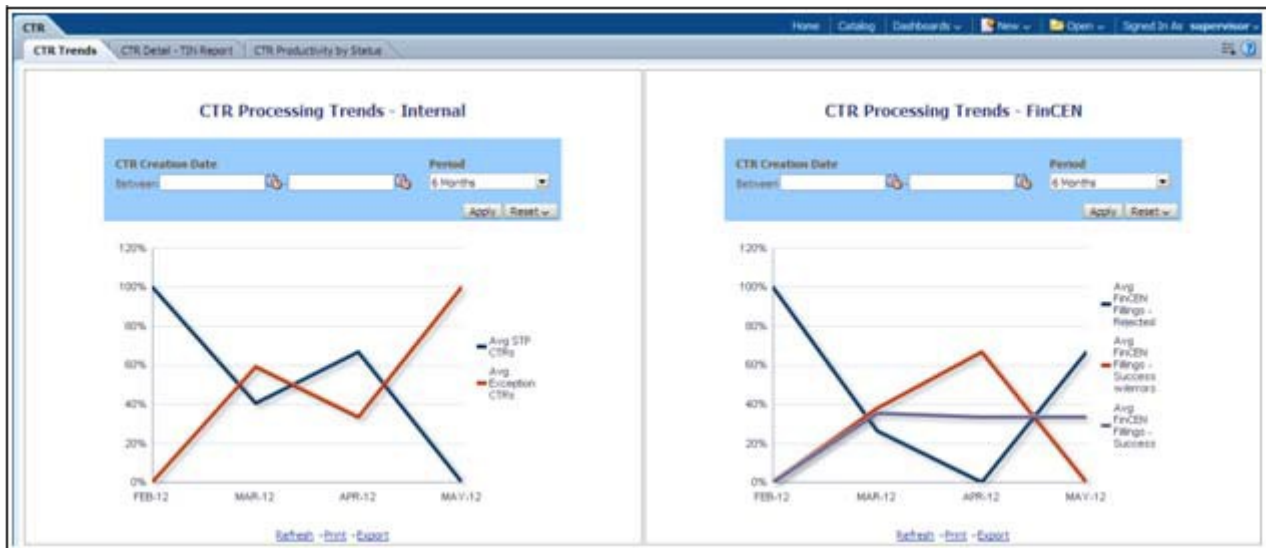 CTR
Home Catalog Dashboards New Open Signed In As supervisor
CTR Trends CTR Detail - TIN Report CTR Productivity by Status
CTR Processing Trends - Internal
CTR Creation Date Period
Between - 6 Months
Apply Reset
120%
100%
80%
60%
40%
20%
0%
FEB-12 MAR-12 APR-12 MAY-12
Avg STP
CTRs
Avg
Exception
CTRs
Refresh - Print - Export
CTR Processing Trends - FinCEN
CTR Creation Date Period
Between - 6 Months
Apply Reset
120%
100%
80%
60%
40%
20%
0%
FEB-12 MAR-12 APR-12 MAY-12
Avg
FinCEN
Fillings -
Rejected
Avg
FinCEN
Fillings -
Success
w/errors
Avg
FinCEN
Fillings -
Success
Refresh - Print - Export